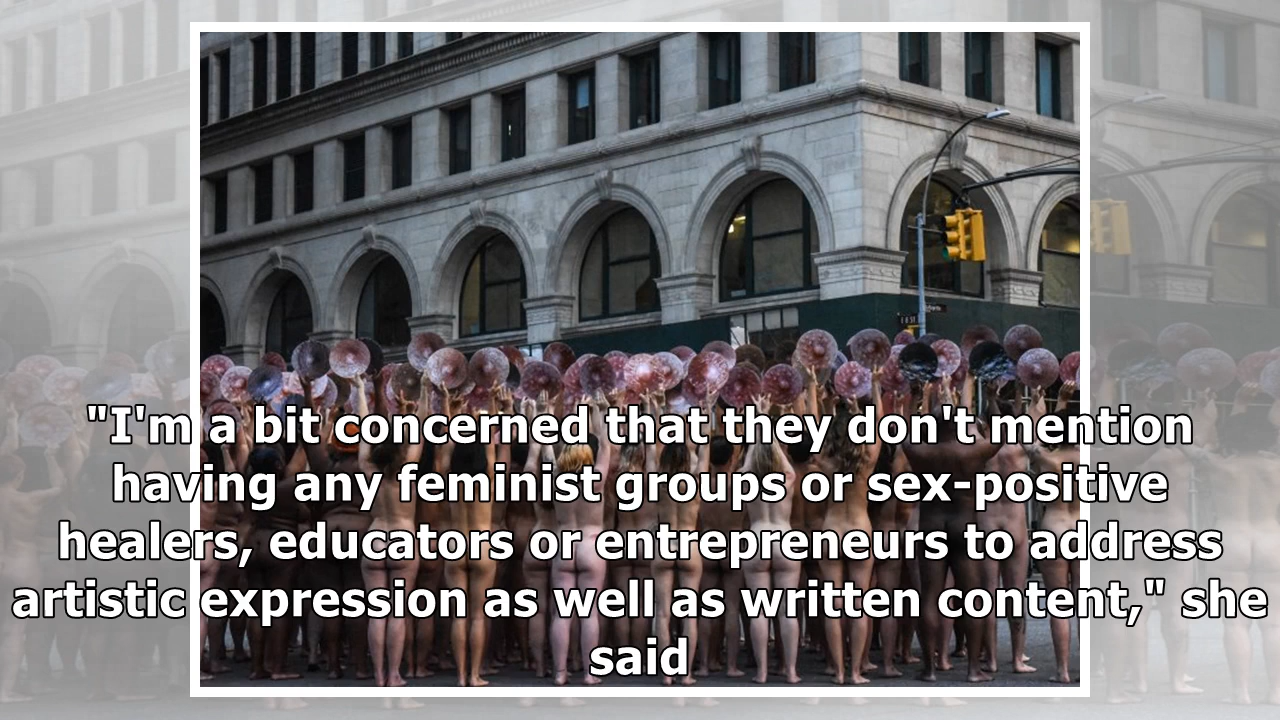 "I'm a bit concerned that they don't mention
having any feminist groups or sex-positive
healers, educators or entrepreneurs to address
artistic expression as well as written content," she
said